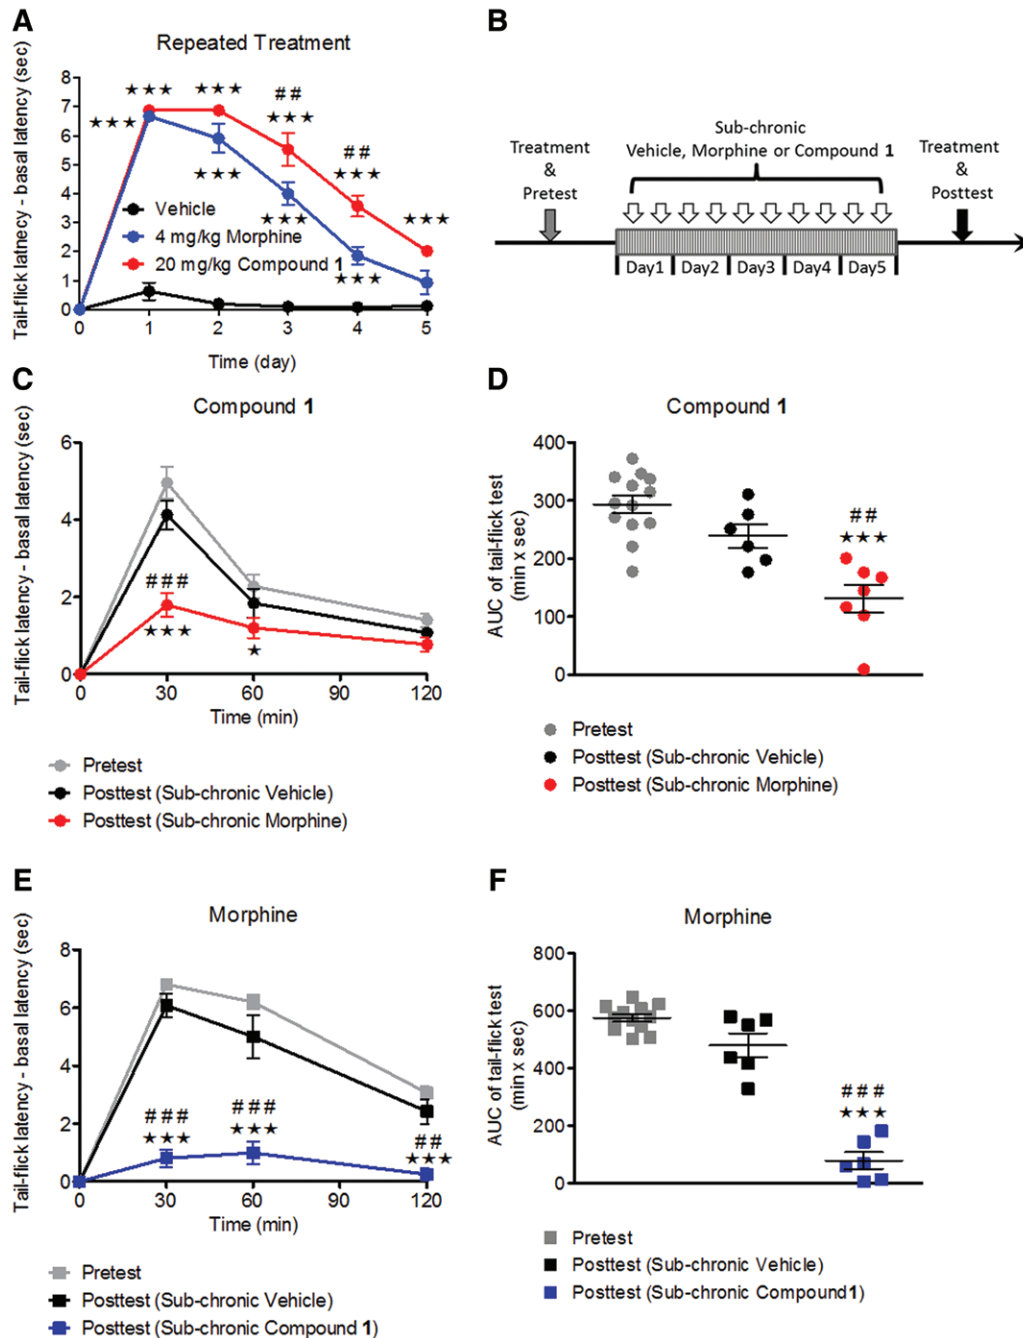 A
Repeated Treatment
Tail-flick latnecy - basal latency (sec)
8
7
6
5
4
3
2
1
0
★★★
★★★
★★★
##
★★★
##
★★★
★★★
★★★
★★★
★★★
Vehicle
4 mg/kg Morphine
20 mg/kg Compound 1
0 1 2 3 4 5
Time (day)
B
Sub-chronic
Vehicle, Morphine or Compound 1
Treatment
&
Pretest
Treatment
&
Posttest
Day1 Day2 Day3 Day4 Day5
C
Compound 1
Tail-flick latency - basal latency (sec)
6
4
2
0
###
★★★
★
0 30 60 90 120
Time (min)
Pretest
Posttest (Sub-chronic Vehicle)
Posttest (Sub-chronic Morphine)
D
Compound 1
AUC of tail-flick test
(min x sec)
400
300
200
100
0
##
★★★
Pretest
Posttest (Sub-chronic Vehicle)
Posttest (Sub-chronic Morphine)
E
Morphine
Tail-flick latency - basal latency (sec)
8
6
4
2
0
###
★★★
###
★★★
##
★★★
0 30 60 90 120
Time (min)
Pretest
Posttest (Sub-chronic Vehicle)
Posttest (Sub-chronic Compound 1)
F
Morphine
AUC of tail-flick test
(min x sec)
800
600
400
200
0
###
★★★
Pretest
Posttest (Sub-chronic Vehicle)
Posttest (Sub-chronic Compound1)